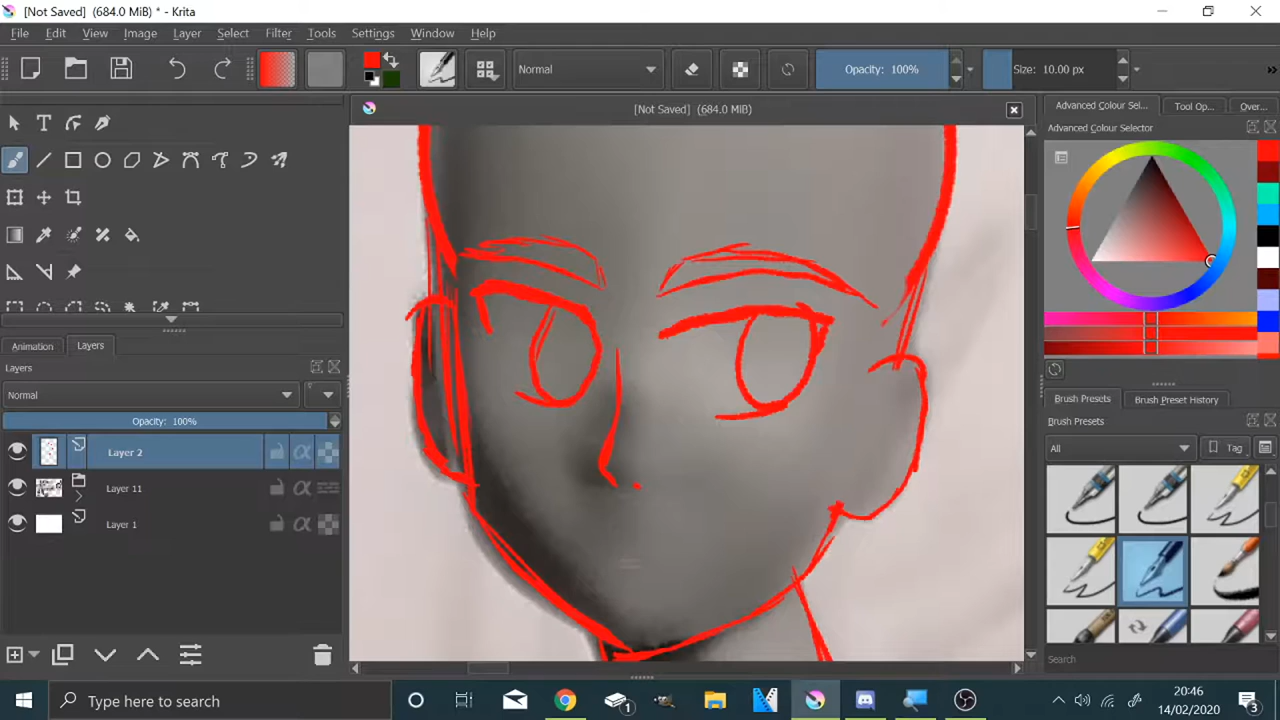 [Not Saved]  (684.0 MiB) * - Krita
File Edit View Image Layer Select Filter Tools Settings Window Help
Normal
Opacity: 100%
Size: 10.00 px
[Not Saved]  (684.0 MiB)
Advanced Colour Sel...
Tool Op...
Over...
Advanced Colour Selector
Animation
Layers
Layers
Normal
Opacity: 100%
Layer 2
Layer 11
Layer 1
Brush Presets
Brush Preset History
Brush Presets
All
Tag
Search
Type here to search
1
20:46
14/02/2020
3